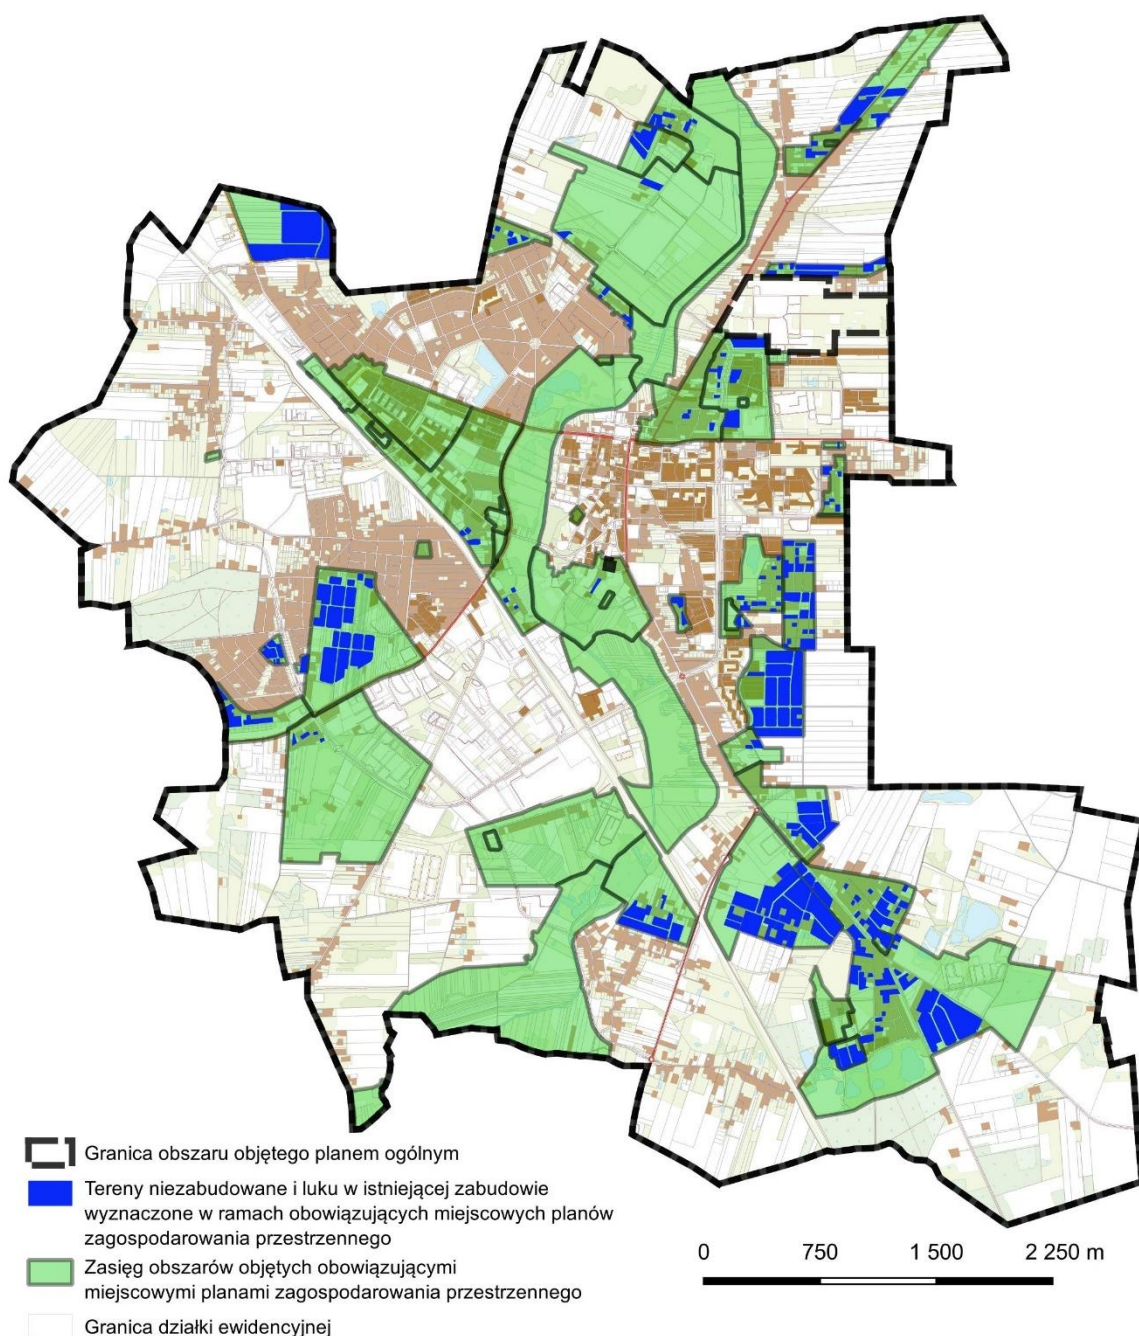 Granica obszaru objętego planem ogólnym
Tereny niezabudowane i luku w istniejącej zabudowie
wyznaczone w ramach obowiązujących miejscowych planów
zagospodarowania przestrzennego
Zasięg obszarów objętych obowiązującymi
miejscowymi planami zagospodarowania przestrzennego
Granica działki ewidencyjnej
0 750 1 500 2 250 m